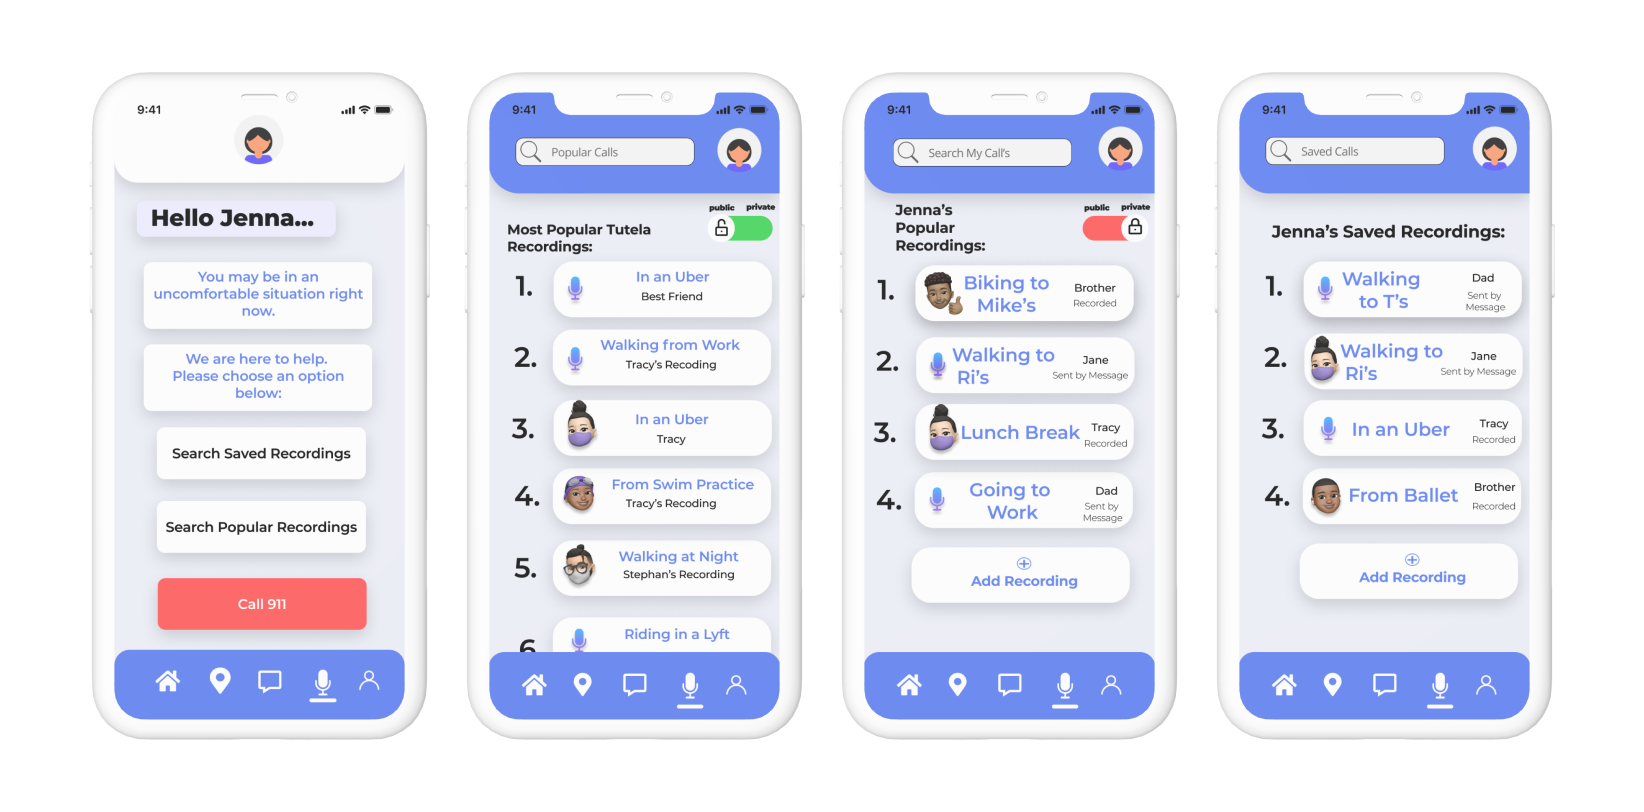 9:41
Hello Jenna...
You may be in an
uncomfortable situation right
now.
We are here to help.
Please choose an option
below:
Search Saved Recordings
Search Popular Recordings
Call 911
9:41
Popular Calls
public private
Most Popular Tutela
Recordings:
1.
In an Uber
Best Friend
2.
Walking from Work
Tracy's Recoding
3.
In an Uber
Tracy
4.
From Swim Practice
Tracy's Recoding
5.
Walking at Night
Stephan's Recording
6
Riding in a Lyft
9:41
Search My Call's
public private
Jenna's
Popular
Recordings:
1.
Biking to
Mike's
Brother
Recorded
2.
Walking to
Ri's
Jane
Sent by Message
3.
Lunch Break
Tracy
Recorded
4.
Going to
Work
Dad
Sent by
Message
Add Recording
9:41
Saved Calls
Jenna's Saved Recordings:
1.
Walking
to T's
Dad
Sent by
Message
2.
Walking to
Ri's
Jane
Sent by Message
3.
In an Uber
Tracy
Recorded
4.
From Ballet
Brother
Recorded
Add Recording